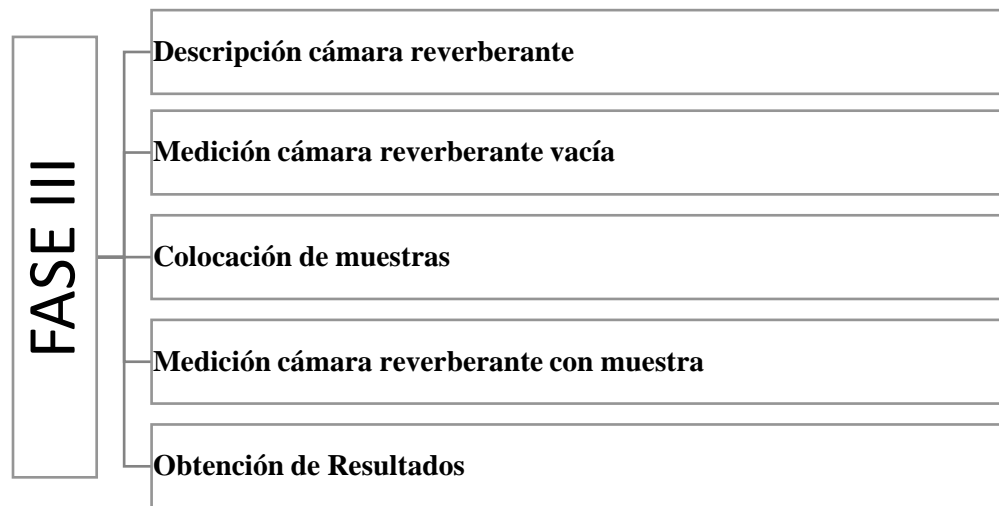 FASE III
Descripción cámara reverberante
Medición cámara reverberante vacía
Colocación de muestras
Medición cámara reverberante con muestra
Obtención de Resultados